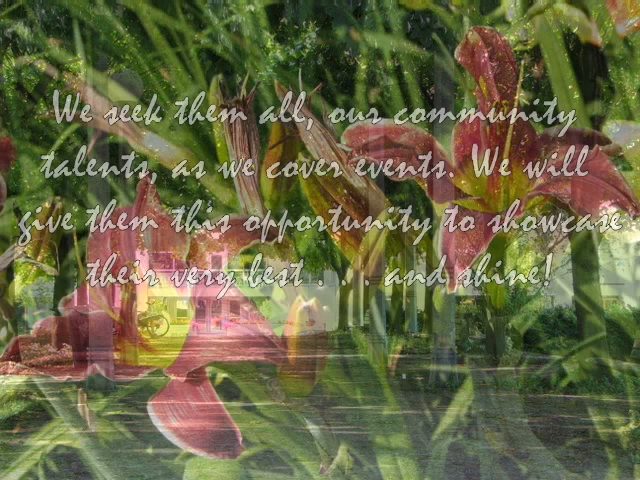 We seek them all, our community
talents, as we cover events. We will
give them this opportunity to showcase
their very best . . . and shine!